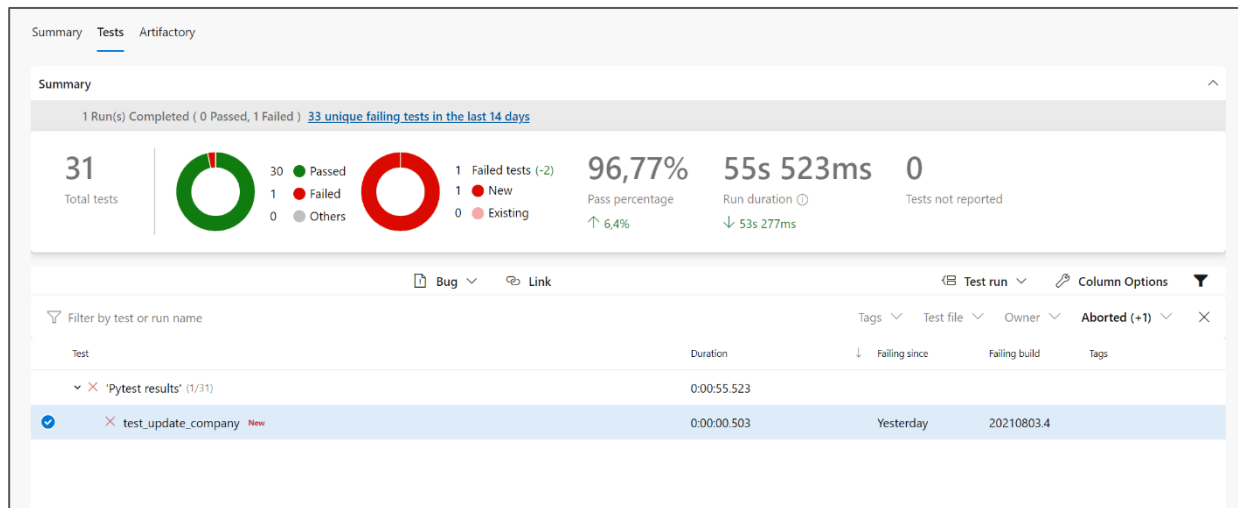 Summary Tests Artifactory
Summary
1 Run(s) Completed ( 0 Passed, 1 Failed ) 33 unique failing tests in the last 14 days
31
Total tests
30 Passed
1 Failed
0 Others
1 Failed tests (-2)
1 New
0 Existing
96,77%
Pass percentage
6,4%
55s 523ms
Run duration
53s 277ms
0
Tests not reported
Bug Link Test run Column Options
Filter by test or run name Tags Test file Owner Aborted (+1)
Test Duration Failing since Failing build Tags
'Pytest results' (1/31) 0:00:55.523
test_update_company New 0:00:00.503 Yesterday 20210803.4